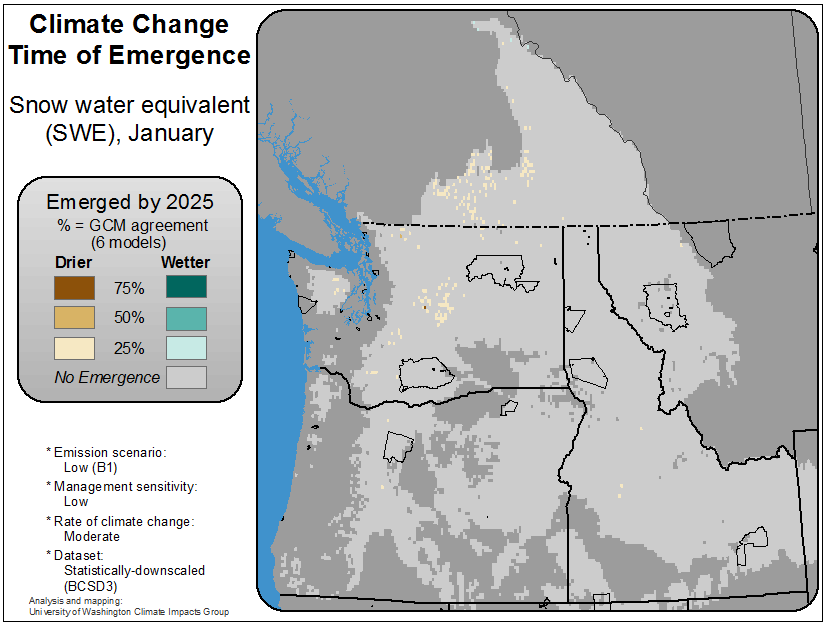 Climate Change
Time of Emergence
Snow water equivalent
(SWE), January
Emerged by 2025
% = GCM agreement
(6 models)
Drier Wetter
75%
50%
25%
No Emergence
* Emission scenario:
Low (B1)
* Management sensitivity:
Low
* Rate of climate change:
Moderate
* Dataset:
Statistically-downscaled
(BCSD3)
Analysis and mapping:
University of Washington Climate Impacts Group